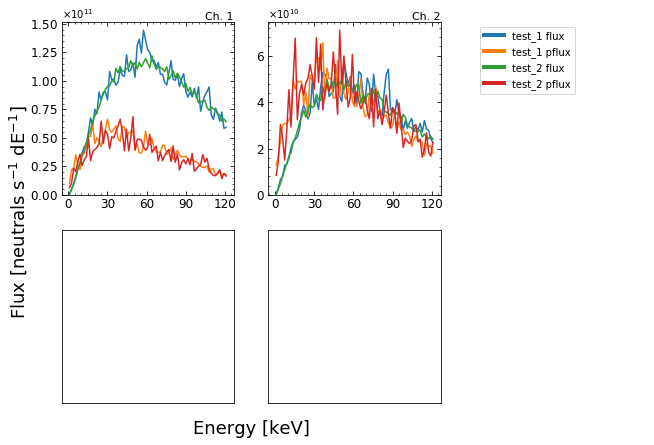 ×10¹¹ Ch. 1
1.50
1.25
1.00
0.75
0.50
0.25
0.00
0 30 60 90 120
×10¹⁰ Ch. 2
6
4
2
0
0 30 60 90 120
test_1 flux
test_1 pflux
test_2 flux
test_2 pflux
Flux [neutrals s⁻¹ dE⁻¹]
Energy [keV]